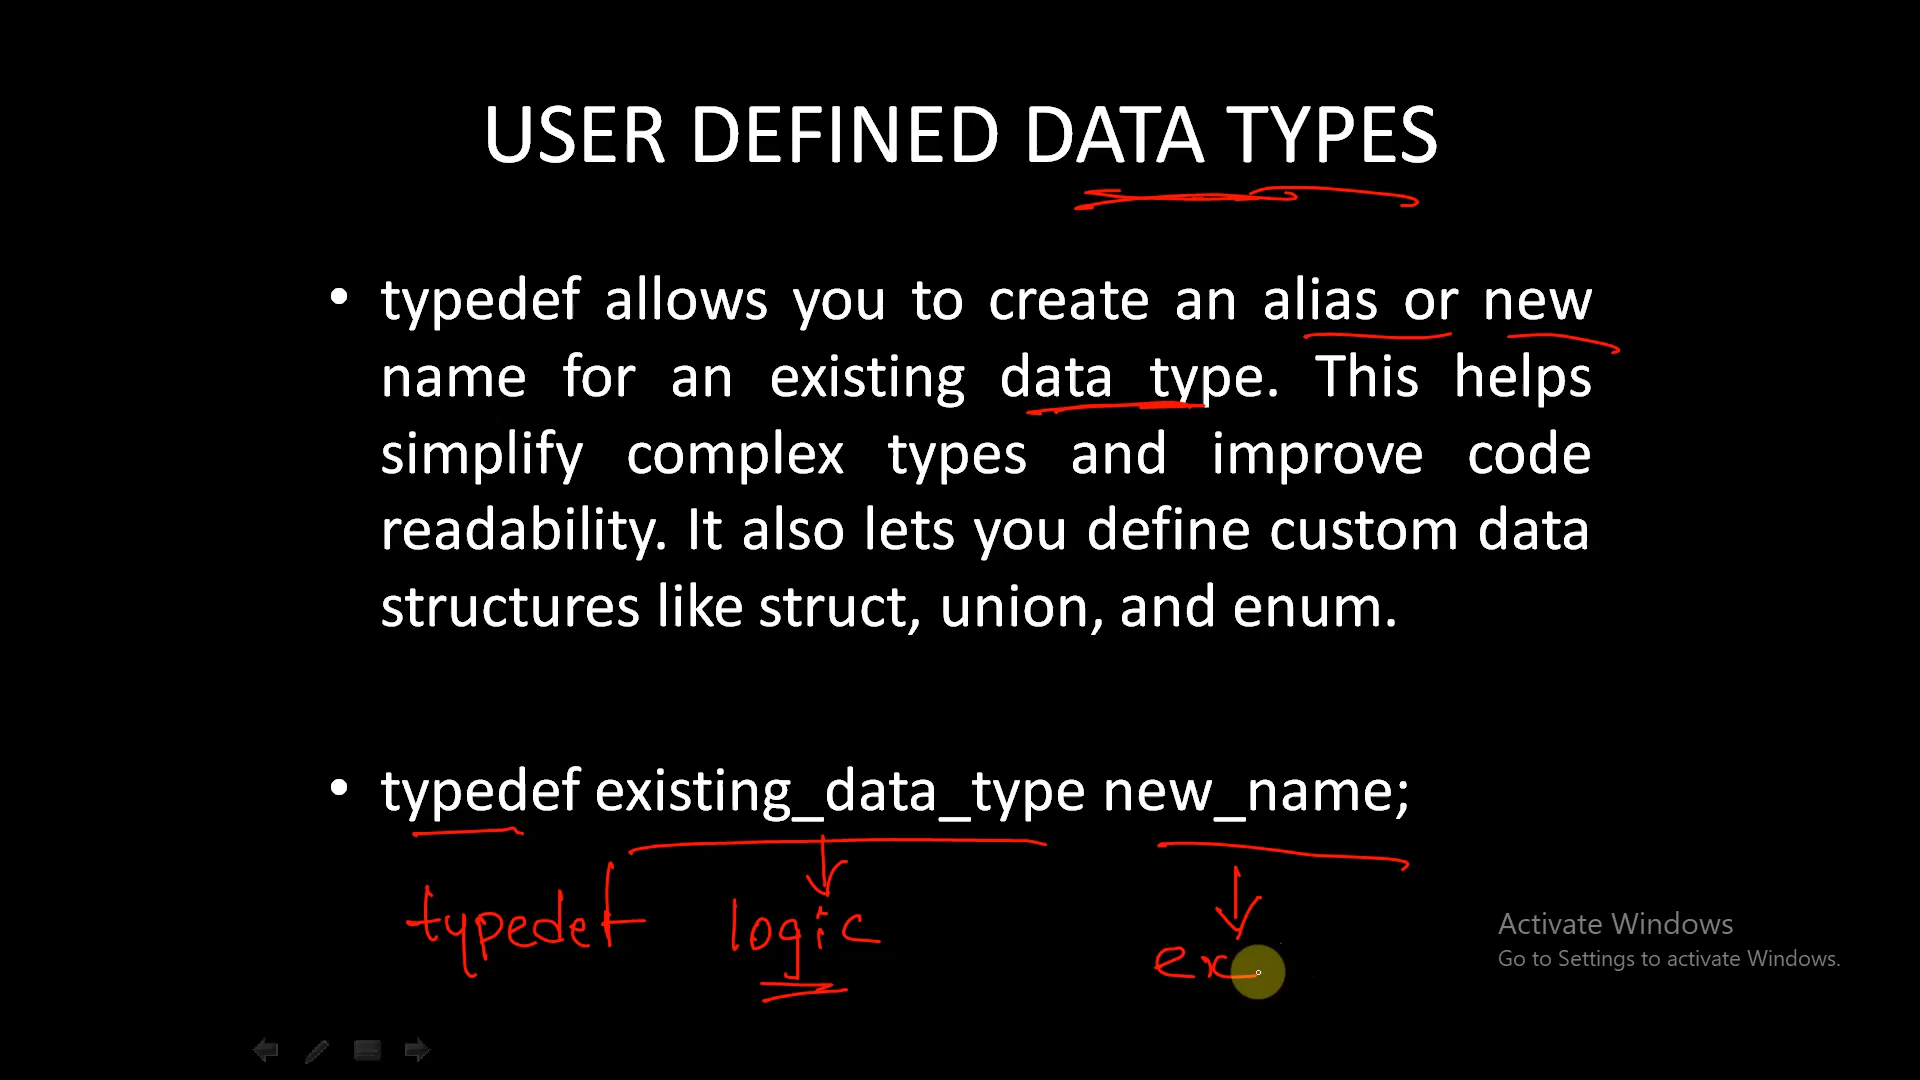 USER DEFINED DATA TYPES
• typedef allows you to create an alias or new
name for an existing data type. This helps
simplify complex types and improve code
readability. It also lets you define custom data
structures like struct, union, and enum.
• typedef existing_data_type new_name;
typedef logic ex
Activate Windows
Go to Settings to activate Windows.